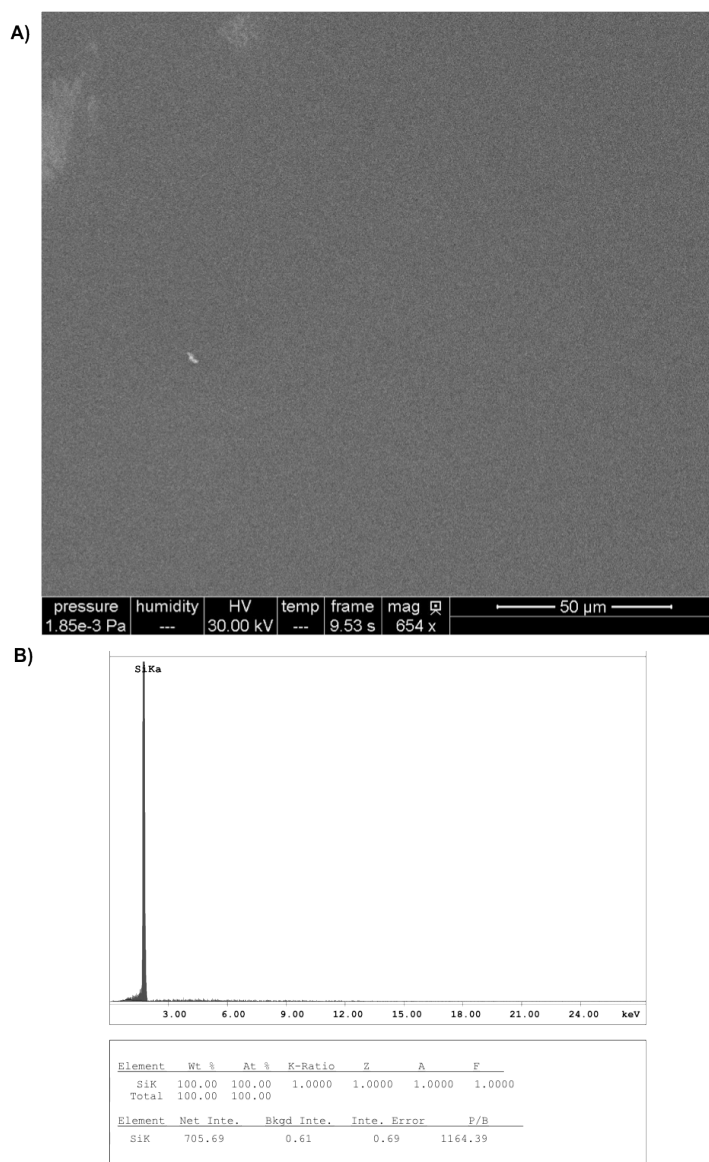 A)
pressure humidity HV temp frame mag 50 µm
1.85e-3 Pa --- 30.00 kV --- 9.53 s 654 x
B)
SiKa
3.00 6.00 9.00 12.00 15.00 18.00 21.00 24.00 keV
Element Wt % At % K-Ratio Z A F
SiK 100.00 100.00 1.0000 1.0000 1.0000 1.0000
Total 100.00 100.00
Element Net Inte. Bkgd Inte. Inte. Error P/B
SiK 705.69 0.61 0.69 1164.39